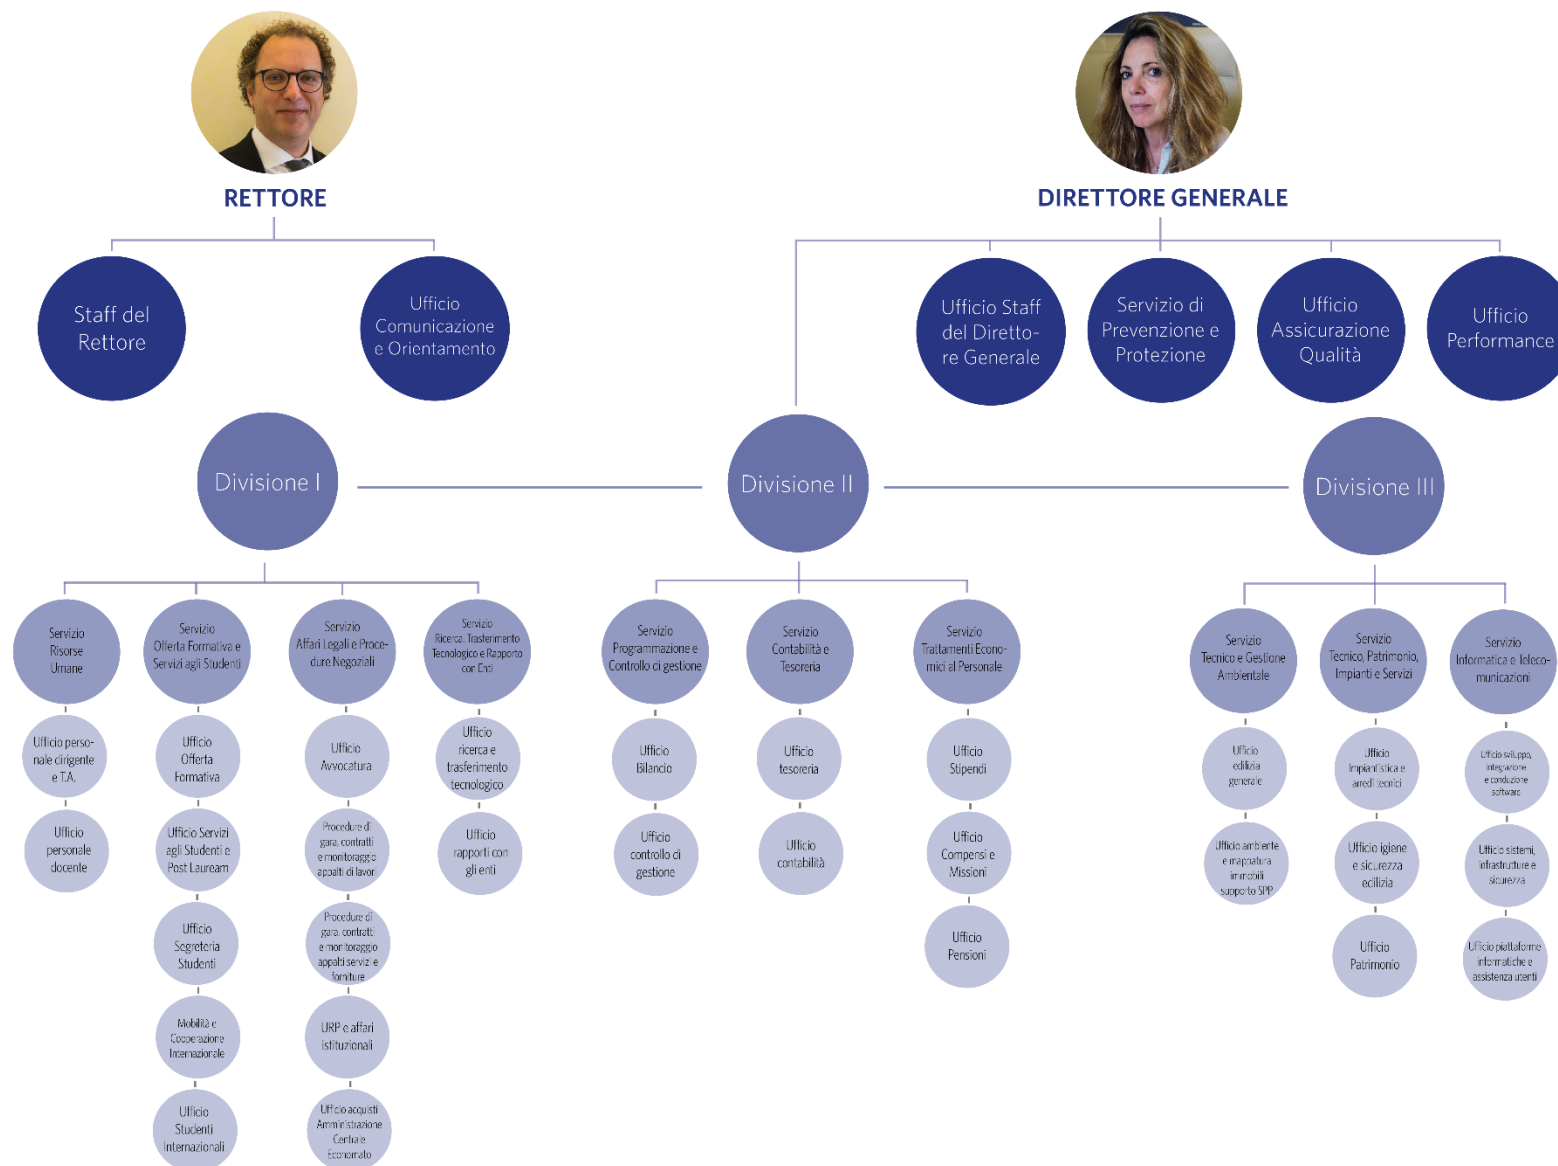 RETTORE
DIRETTORE GENERALE
Staff del
Rettore
Ufficio
Comunicazione
e Orientamento
Ufficio Staff
del Diretto-
re Generale
Servizio di
Prevenzione e
Protezione
Ufficio
Assicurazione
Qualità
Ufficio
Performance
Divisione I
Divisione II
Divisione III
Servizio
Risorse
Umane
Servizio
Offerta Formativa e
Servizi agli Studenti
Servizio
Affari Legali e Proce-
dure Negoziali
Servizio
Ricerca, Trasferimento
Tecnologico e Rapporto
con Enti
Servizio
Programmazione e
Controllo di gestione
Servizio
Contabilità e
Tesoreria
Servizio
Trattamenti Econo-
mici al Personale
Servizio
Tecnico e Gestione
Ambientale
Servizio
Tecnico, Patrimonio,
Impianti e Servizi
Servizio
Informatica e Teleco-
municazioni
Ufficio perso-
nale dirigente
e T.A.
Ufficio
Offerta
Formativa
Ufficio
Avvocatura
Ufficio
ricerca e
trasferimento
tecnologico
Ufficio
Bilancio
Ufficio
tesoreria
Ufficio
Stipendi
Ufficio
edilizia
generale
Ufficio
Impiantistica e
arredi tecnici
Ufficio sviluppo,
integrazione
e conduzione
software
Ufficio
personale
docente
Ufficio Servizi
agli Studenti e
Post Lauream
Procedure di
gara, contratti
e monitoraggio
appalti di lavor
Ufficio
rapporti con
gli enti
Ufficio
controllo di
gestione
Ufficio
contabilità
Ufficio
Compensi e
Missioni
Ufficio ambiente
e mappatura
immobili
supporto SPP
Ufficio igiene
e sicurezza
edilizia
Ufficio sistemi,
infrastrutture e
sicurezza
Ufficio
Segreteria
Studenti
Procedure di
gara, contratti
e monitoraggio
appalti servizi e
forniture
Ufficio
Pensioni
Ufficio
Patrimonio
Ufficio piattaforme
informatiche e
assistenza utenti
Mobilità e
Cooperazione
Internazionale
URP e affari
istituzionali
Ufficio
Studenti
Internazionali
Ufficio acquisti
Amministrazione
Centrale
Economato